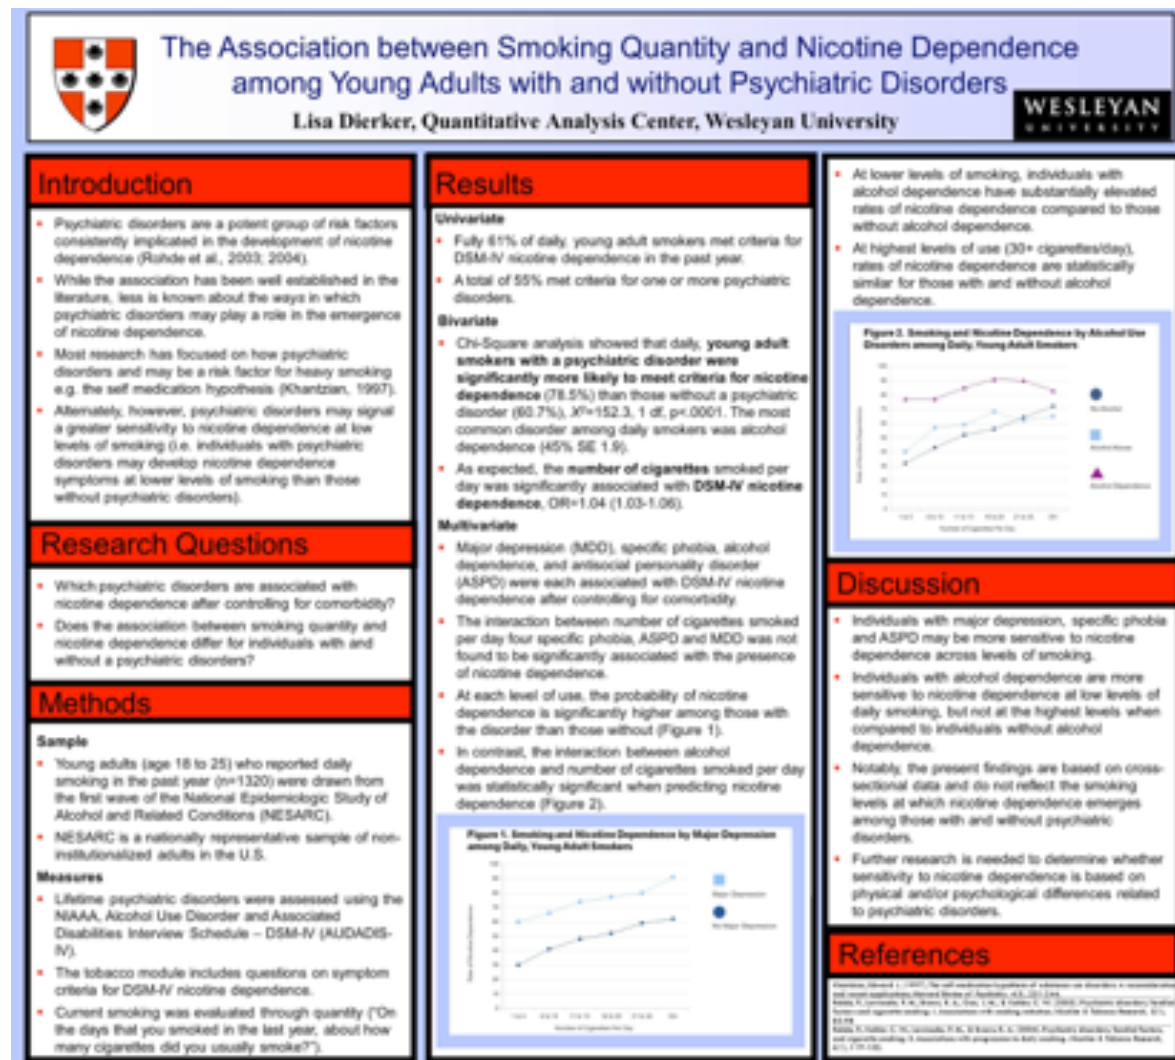 The Association between Smoking Quantity and Nicotine Dependence
among Young Adults with and without Psychiatric Disorders
Lisa Dierker, Quantitative Analysis Center, Wesleyan University
WESLEYAN
UNIVERSITY
Introduction
Psychiatric disorders are a potent group of risk factors
consistently implicated in the development of nicotine
dependence (Rohde et al., 2003; 2004).
While the association has been well established in the
literature, less is known about the ways in which
psychiatric disorders may play a role in the emergence
of nicotine dependence.
Most research has focused on how psychiatric
disorders and may be a risk factor for heavy smoking
e.g. the self medication hypothesis (Khantzian, 1997).
Alternately, however, psychiatric disorders may signal
a greater sensitivity to nicotine dependence at low
levels of smoking (i.e. individuals with psychiatric
disorders may develop nicotine dependence
symptoms at lower levels of smoking than those
without psychiatric disorders).
Research Questions
Which psychiatric disorders are associated with
nicotine dependence after controlling for comorbidity?
Does the association between smoking quantity and
nicotine dependence differ for individuals with and
without a psychiatric disorders?
Methods
Sample
Young adults (age 18 to 25) who reported daily
smoking in the past year (n=1320) were drawn from
the first wave of the National Epidemiologic Study of
Alcohol and Related Conditions (NESARC).
NESARC is a nationally representative sample of non-
institutionalized adults in the U.S.
Measures
Lifetime psychiatric disorders were assessed using the
NIAAA, Alcohol Use Disorder and Associated
Disabilities Interview Schedule – DSM-IV (AUDADIS-
IV).
The tobacco module includes questions on symptom
criteria for DSM-IV nicotine dependence.
Current smoking was evaluated through quantity ("On
the days that you smoked in the last year, about how
many cigarettes did you usually smoke?").
Results
Univariate
Fully 61% of daily, young adult smokers met criteria for
DSM-IV nicotine dependence in the past year.
A total of 55% met criteria for one or more psychiatric
disorders.
Bivariate
Chi-Square analysis showed that daily, young adult
smokers with a psychiatric disorder were
significantly more likely to meet criteria for nicotine
dependence (78.5%) than those without a psychiatric
disorder (60.7%), X²=152.3, 1 df, p<.0001. The most
common disorder among daily smokers was alcohol
dependence (45% SE 1.9).
As expected, the number of cigarettes smoked per
day was significantly associated with DSM-IV nicotine
dependence, OR=1.04 (1.03-1.06).
Multivariate
Major depression (MDD), specific phobia, alcohol
dependence, and antisocial personality disorder
(ASPD) were each associated with DSM-IV nicotine
dependence after controlling for comorbidity.
The interaction between number of cigarettes smoked
per day four specific phobia, ASPD and MDD was not
found to be significantly associated with the presence
of nicotine dependence.
At each level of use, the probability of nicotine
dependence is significantly higher among those with
the disorder than those without (Figure 1).
In contrast, the interaction between alcohol
dependence and number of cigarettes smoked per day
was statistically significant when predicting nicotine
dependence (Figure 2).
Figure 1. Smoking and Nicotine Dependence by Major Depression
among Daily, Young Adult Smokers
Major Depression
No Major Depression
Number of Cigarettes Per Day
At lower levels of smoking, individuals with
alcohol dependence have substantially elevated
rates of nicotine dependence compared to those
without alcohol dependence.
At highest levels of use (30+ cigarettes/day),
rates of nicotine dependence are statistically
similar for those with and without alcohol
dependence.
Figure 2. Smoking and Nicotine Dependence by Alcohol Use
Disorders among Daily, Young Adult Smokers
No Alcohol
Alcohol Abuse
Alcohol Dependence
Number of Cigarettes Per Day
Discussion
Individuals with major depression, specific phobia
and ASPD may be more sensitive to nicotine
dependence across levels of smoking.
Individuals with alcohol dependence are more
sensitive to nicotine dependence at low levels of
daily smoking, but not at the highest levels when
compared to individuals without alcohol
dependence.
Notably, the present findings are based on cross-
sectional data and do not reflect the smoking
levels at which nicotine dependence emerges
among those with and without psychiatric
disorders.
Further research is needed to determine whether
sensitivity to nicotine dependence is based on
physical and/or psychological differences related
to psychiatric disorders.
References